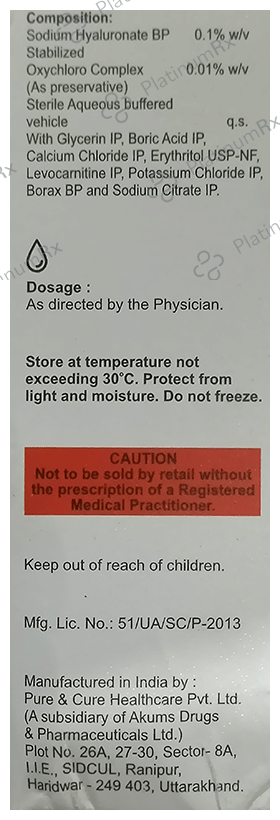 Composition:
Sodium Hyaluronate BP 0.1% w/v
Stabilized
Oxychloro Complex 0.01% w/v
(As preservative)
Sterile Aqueous buffered
vehicle q.s.
With Glycerin IP, Boric Acid IP,
Calcium Chloride IP, Erythritol USP-NF,
Levocarnitine IP, Potassium Chloride IP,
Borax BP and Sodium Citrate IP.
Dosage :
As directed by the Physician.
Store at temperature not
exceeding 30°C. Protect from
light and moisture. Do not freeze.
CAUTION
Not to be sold by retail without
the prescription of a Registered
Medical Practitioner.
Keep out of reach of children.
Mfg. Lic. No.: 51/UA/SC/P-2013
Manufactured in India by :
Pure & Cure Healthcare Pvt. Ltd.
(A subsidiary of Akums Drugs
& Pharmaceuticals Ltd.)
Plot No. 26A, 27-30, Sector- 8A,
I.I.E., SIDCUL, Ranipur,
Haridwar - 249 403, Uttarakhand.
PlatinumRx